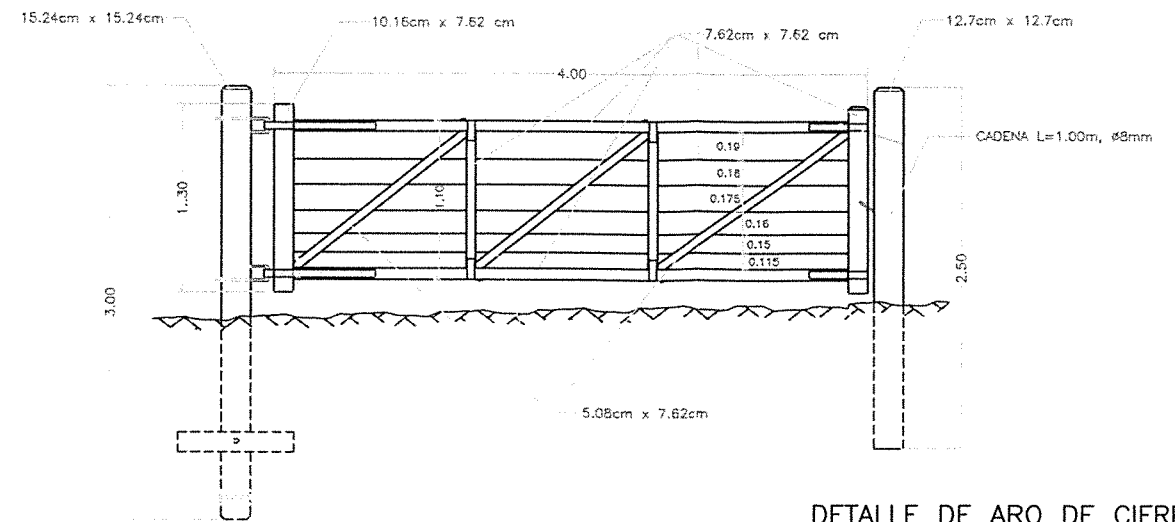 15.24cm x 15.24cm
10.16cm x 7.62 cm
7.62cm x 7.62 cm
12.7cm x 12.7cm
4.00
CADENA L=1.00m, ø8mm
0.19
0.18
0.175
0.16
0.15
0.115
1.10
1.30
3.00
2.50
5.08cm x 7.62cm
DETALLE DE ARO DE CIER